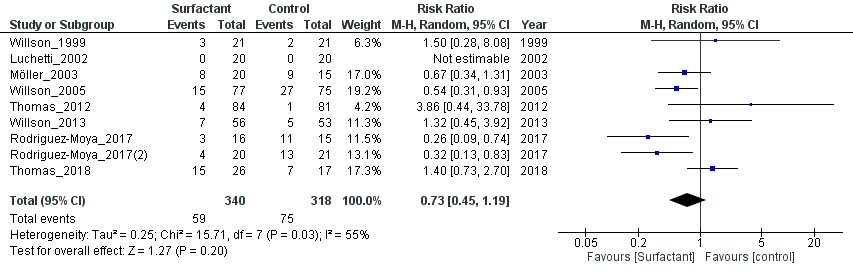 Surfactant Control Risk Ratio Risk Ratio
Study or Subgroup Events Total Events Total Weight M-H, Random, 95% CI Year M-H, Random, 95% CI
Willson_1999 3 21 2 21 6.3% 1.50 [0.28, 8.08] 1999
Luchetti_2002 0 20 0 20 Not estimable 2002
Möller_2003 8 20 9 15 16.7% 0.67 [0.34, 1.31] 2003
Willson_2005 15 77 27 75 19.2% 0.54 [0.31, 0.93] 2005
Thomas_2012 4 84 1 81 4.2% 3.86 [0.44, 33.78] 2012
Willson_2013 7 56 5 53 11.6% 1.32 [0.45, 3.92] 2013
Rodriguez-Moya_2017 3 16 11 15 11.5% 0.26 [0.09, 0.74] 2017
Rodriguez-Moya_2017(2) 4 20 13 21 13.1% 0.32 [0.13, 0.83] 2017
Thomas_2018 15 26 7 17 17.4% 1.40 [0.73, 2.70] 2018
Total (95% CI) 340 318 100.0% 0.73 [0.45, 1.19]
Total events 59 75
Heterogeneity: Tau² = 0.25; Chi² = 15.71, df = 7 (P = 0.03); I² = 55%
Test for overall effect: Z = 1.27 (P = 0.20)
0.05 0.2 1 5 20
Favours [Surfactant] Favours [control]